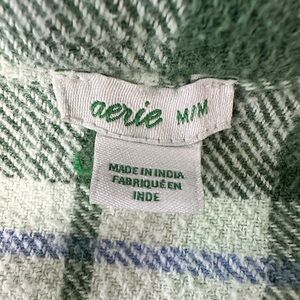 aerie M/M
MADE IN INDIA
FABRIQUÉ EN
INDE